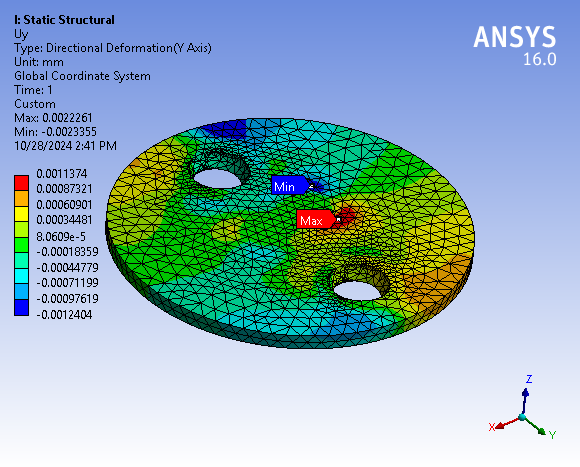 I: Static Structural
Uy
Type: Directional Deformation(Y Axis)
Unit: mm
Global Coordinate System
Time: 1
Custom
Max: 0.0022261
Min: -0.0023355
10/28/2024 2:41 PM
ANSYS
16.0
0.0011374
0.00087321
0.00060901
0.00034481
8.0609e-5
-0.00018359
-0.00044779
-0.00071199
-0.00097619
-0.0012404
Min
Max
Z
X
Y